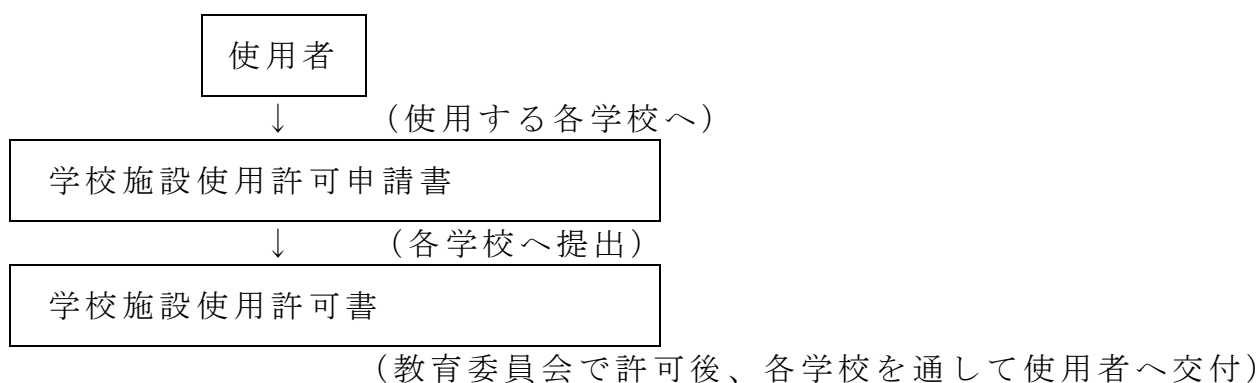 使用者
↓ (使用する各学校へ)
学校施設使用許可申請書
↓ (各学校へ提出)
学校施設使用許可書
(教育委員会で許可後、各学校を通して使用者へ交付)